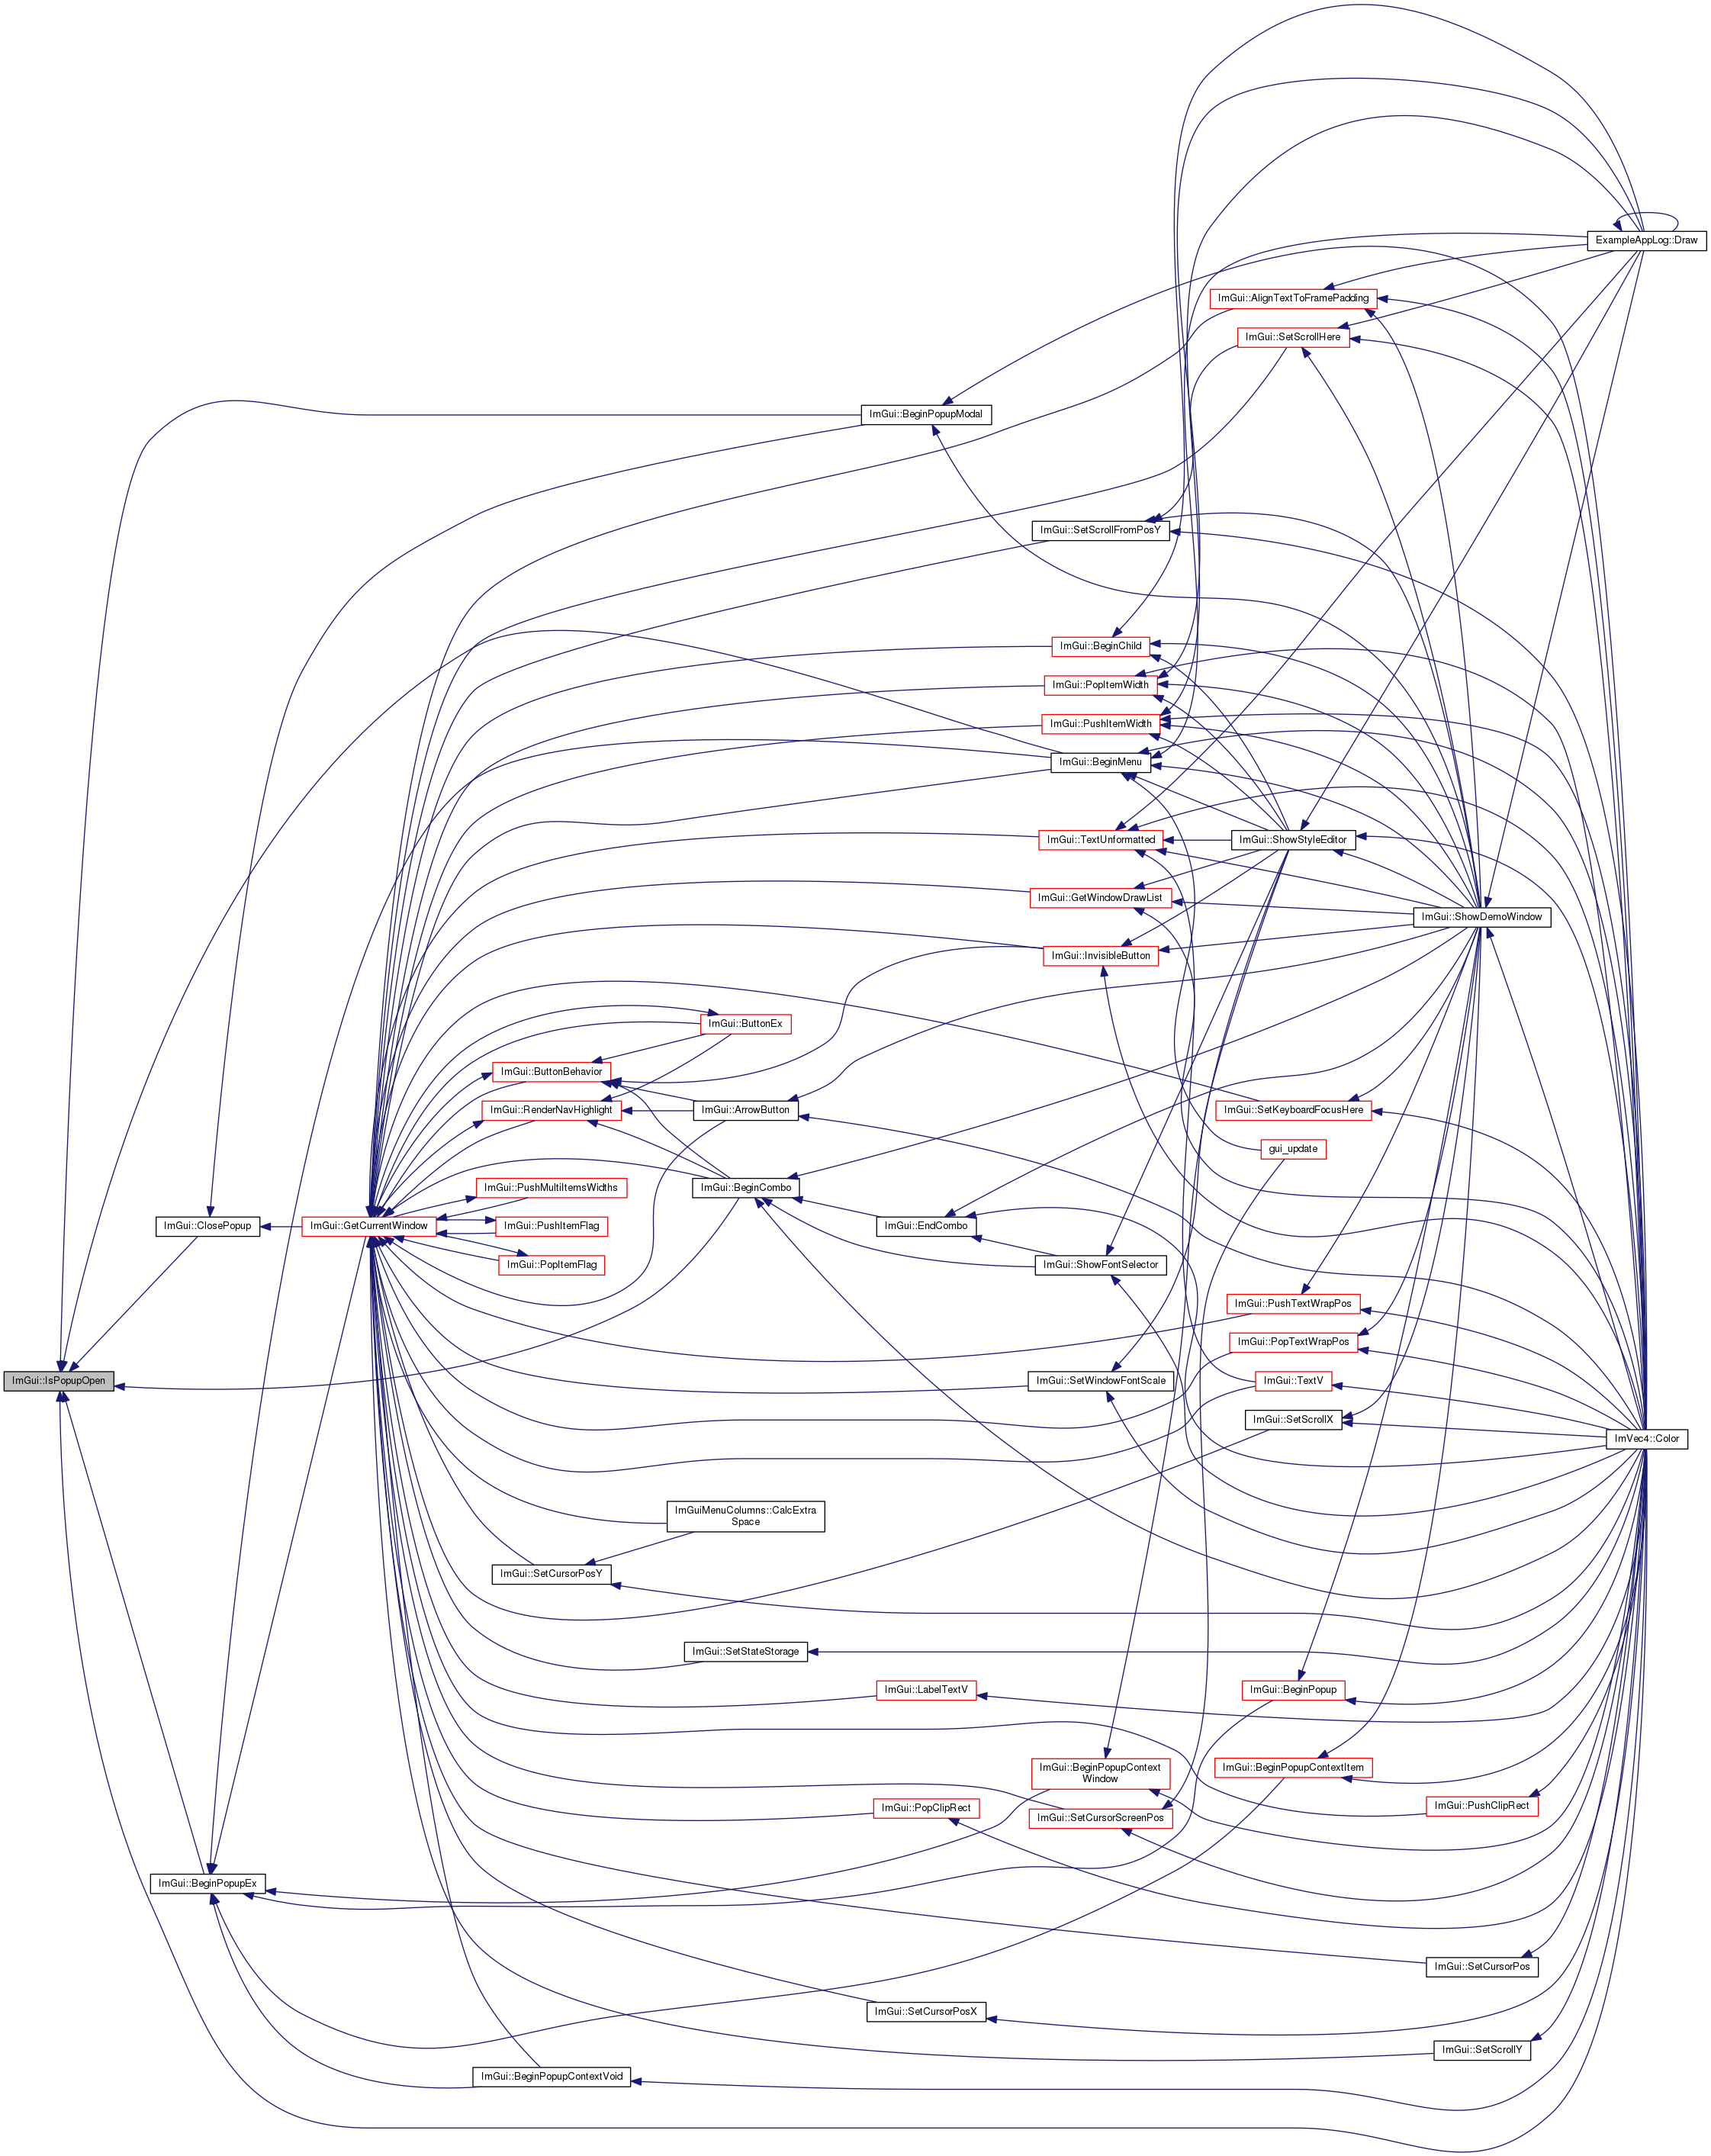 ExampleAppLog::Draw
ImGui::AlignTextToFramePadding
ImGui::SetScrollHere
ImGui::BeginPopupModal
ImGui::SetScrollFromPosY
ImGui::BeginChild
ImGui::PopItemWidth
ImGui::PushItemWidth
ImGui::BeginMenu
ImGui::TextUnformatted
ImGui::ShowStyleEditor
ImGui::GetWindowDrawList
ImGui::ShowDemoWindow
ImGui::InvisibleButton
ImGui::ButtonEx
ImGui::ButtonBehavior
ImGui::RenderNavHighlight
ImGui::ArrowButton
ImGui::SetKeyboardFocusHere
gui_update
ImGui::PushMultiItemsWidths
ImGui::BeginCombo
ImGui::ClosePopup
ImGui::GetCurrentWindow
ImGui::PushItemFlag
ImGui::EndCombo
ImGui::PopItemFlag
ImGui::ShowFontSelector
ImGui::PushTextWrapPos
ImGui::PopTextWrapPos
ImGui::IsPopupOpen
ImGui::SetWindowFontScale
ImGui::TextV
ImGui::SetScrollX
ImVec4::Color
ImGuiMenuColumns::CalcExtra
Space
ImGui::SetCursorPosY
ImGui::SetStateStorage
ImGui::LabelTextV
ImGui::BeginPopup
ImGui::BeginPopupContext
Window
ImGui::BeginPopupContextItem
ImGui::PopClipRect
ImGui::SetCursorScreenPos
ImGui::PushClipRect
ImGui::BeginPopupEx
ImGui::SetCursorPos
ImGui::SetCursorPosX
ImGui::SetScrollY
ImGui::BeginPopupContextVoid